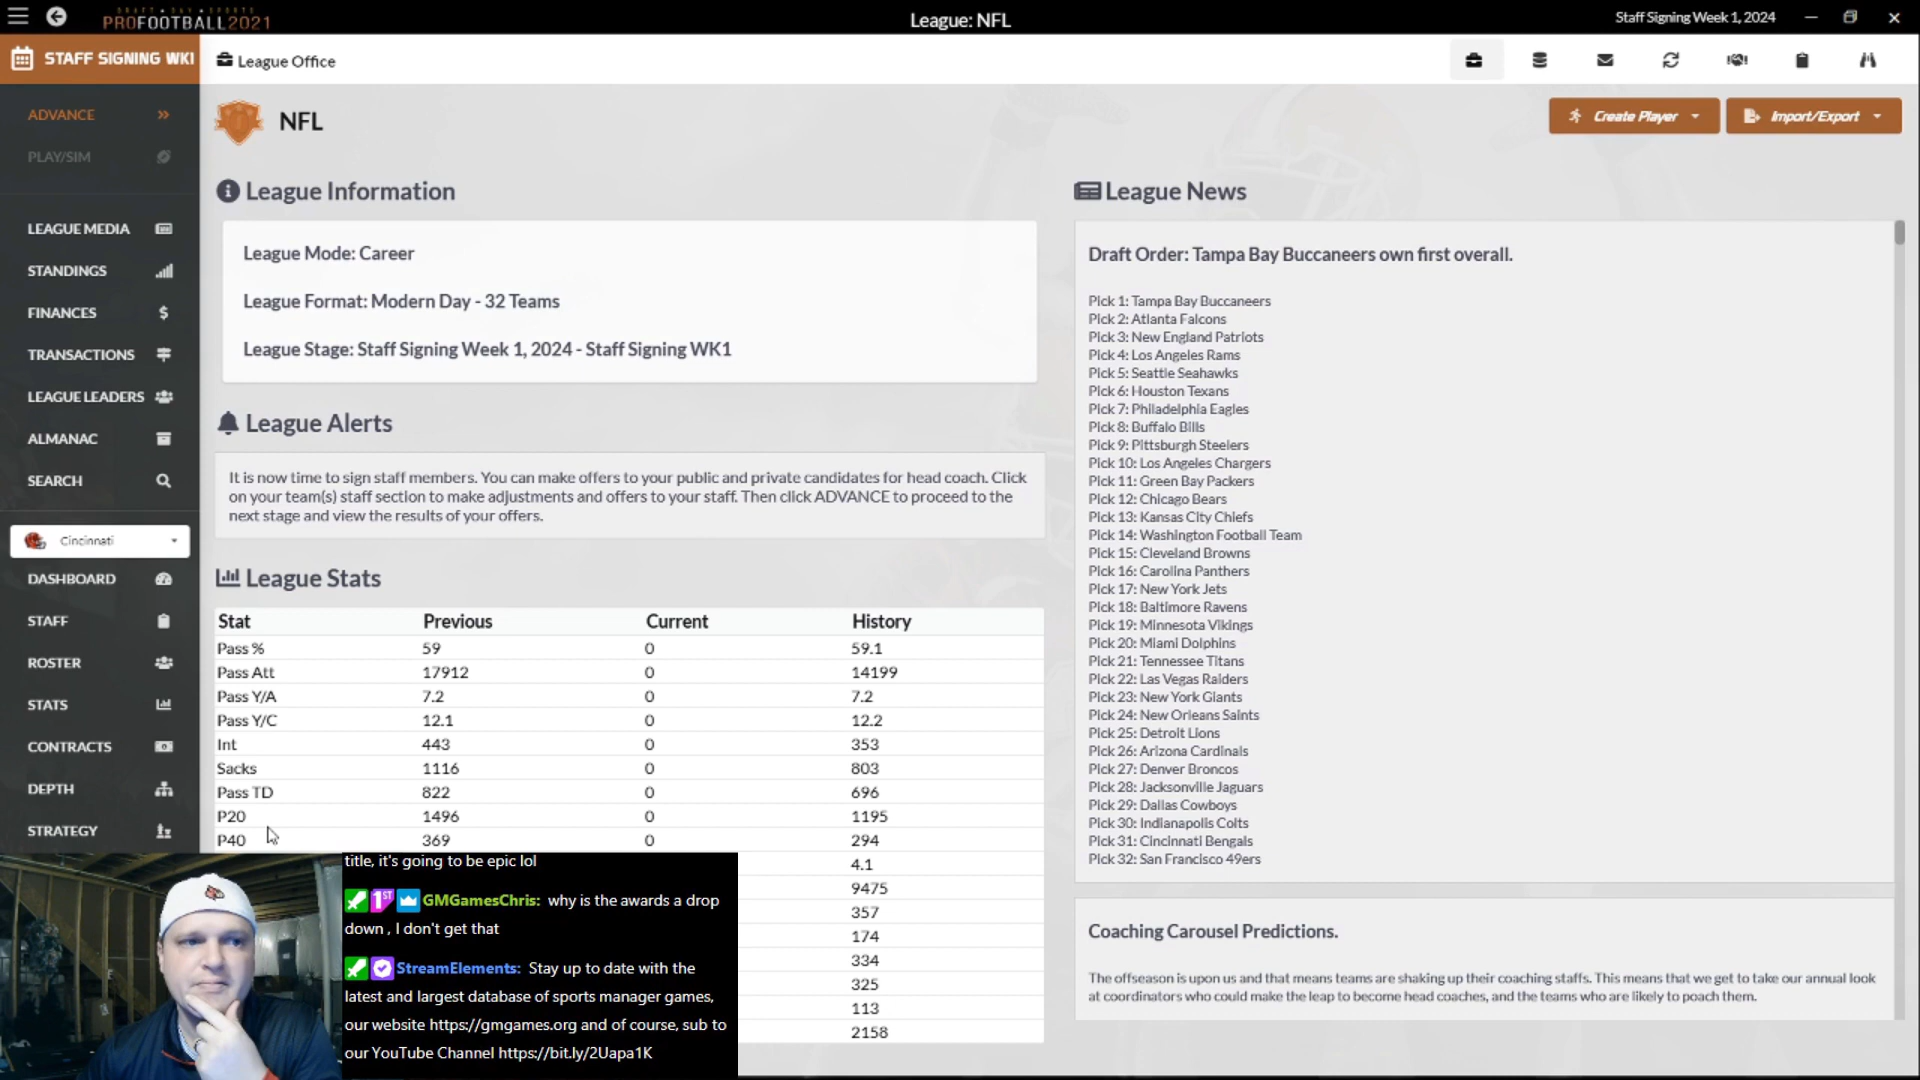 DRAFT DAY SPORTS
PROFOOTBALL2021
League: NFL
Staff Signing Week 1, 2024
STAFF SIGNING WK1
League Office
ADVANCE
PLAY/SIM
LEAGUE MEDIA
STANDINGS
FINANCES
TRANSACTIONS
LEAGUE LEADERS
ALMANAC
SEARCH
Cincinnati
DASHBOARD
STAFF
ROSTER
STATS
CONTRACTS
DEPTH
STRATEGY
NFL
Create Player
Import/Export
League Information
League Mode: Career
League Format: Modern Day - 32 Teams
League Stage: Staff Signing Week 1, 2024 - Staff Signing WK1
League Alerts
It is now time to sign staff members. You can make offers to your public and private candidates for head coach. Click
on your team(s) staff section to make adjustments and offers to your staff. Then click ADVANCE to proceed to the
next stage and view the results of your offers.
League Stats
Stat Previous Current History
Pass % 59 0 59.1
Pass Att 17912 0 14199
Pass Y/A 7.2 0 7.2
Pass Y/C 12.1 0 12.2
Int 443 0 353
Sacks 1116 0 803
Pass TD 822 0 696
P20 1496 0 1195
P40 369 0 294
4.1
9475
357
174
334
325
113
2158
League News
Draft Order: Tampa Bay Buccaneers own first overall.
Pick 1: Tampa Bay Buccaneers
Pick 2: Atlanta Falcons
Pick 3: New England Patriots
Pick 4: Los Angeles Rams
Pick 5: Seattle Seahawks
Pick 6: Houston Texans
Pick 7: Philadelphia Eagles
Pick 8: Buffalo Bills
Pick 9: Pittsburgh Steelers
Pick 10: Los Angeles Chargers
Pick 11: Green Bay Packers
Pick 12: Chicago Bears
Pick 13: Kansas City Chiefs
Pick 14: Washington Football Team
Pick 15: Cleveland Browns
Pick 16: Carolina Panthers
Pick 17: New York Jets
Pick 18: Baltimore Ravens
Pick 19: Minnesota Vikings
Pick 20: Miami Dolphins
Pick 21: Tennessee Titans
Pick 22: Las Vegas Raiders
Pick 23: New York Giants
Pick 24: New Orleans Saints
Pick 25: Detroit Lions
Pick 26: Arizona Cardinals
Pick 27: Denver Broncos
Pick 28: Jacksonville Jaguars
Pick 29: Dallas Cowboys
Pick 30: Indianapolis Colts
Pick 31: Cincinnati Bengals
Pick 32: San Francisco 49ers
Coaching Carousel Predictions.
The offseason is upon us and that means teams are shaking up their coaching staffs. This means that we get to take our annual look
at coordinators who could make the leap to become head coaches, and the teams who are likely to poach them.
title, it's going to be epic lol
1ST GMGamesChris: why is the awards a drop
down , I don't get that
StreamElements: Stay up to date with the
latest and largest database of sports manager games,
our website https://gmgames.org and of course, sub to
our YouTube Channel https://bit.ly/2Uapa1K